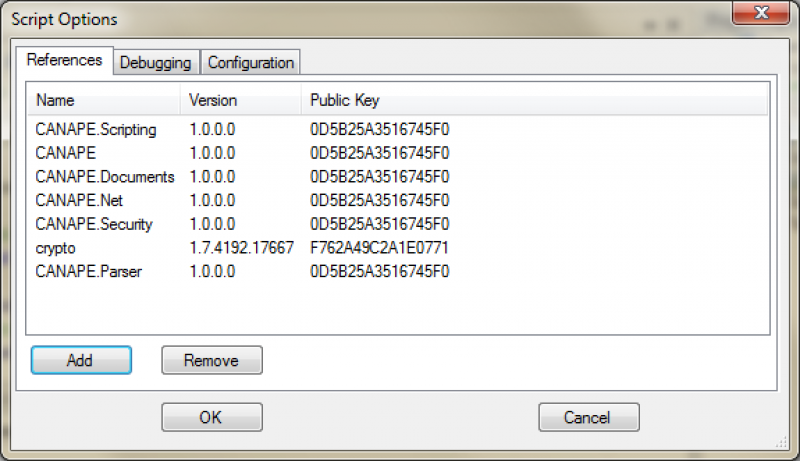 Script Options
References Debugging Configuration
Name Version Public Key
CANAPE.Scripting 1.0.0.0 0D5B25A3516745F0
CANAPE 1.0.0.0 0D5B25A3516745F0
CANAPE.Documents 1.0.0.0 0D5B25A3516745F0
CANAPE.Net 1.0.0.0 0D5B25A3516745F0
CANAPE.Security 1.0.0.0 0D5B25A3516745F0
crypto 1.7.4192.17667 F762A49C2A1E0771
CANAPE.Parser 1.0.0.0 0D5B25A3516745F0
Add Remove
OK Cancel